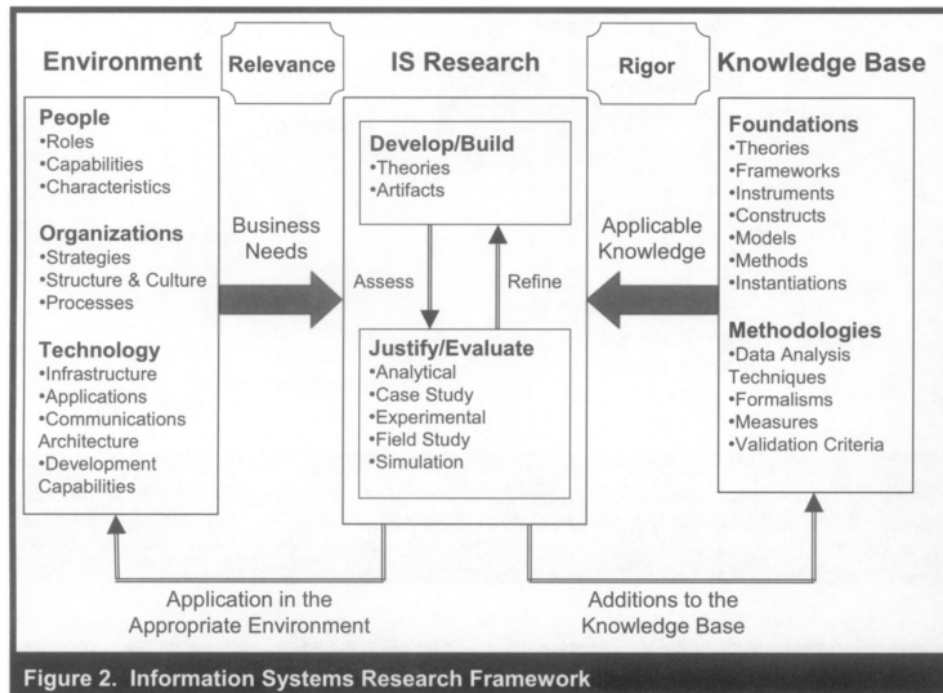 Environment
Relevance
IS Research
Rigor
Knowledge Base
People
•Roles
•Capabilities
•Characteristics
Organizations
•Strategies
•Structure & Culture
•Processes
Technology
•Infrastructure
•Applications
•Communications
Architecture
•Development
Capabilities
Business
Needs
Develop/Build
•Theories
•Artifacts
Assess
Refine
Justify/Evaluate
•Analytical
•Case Study
•Experimental
•Field Study
•Simulation
Applicable
Knowledge
Foundations
•Theories
•Frameworks
•Instruments
•Constructs
•Models
•Methods
•Instantiations
Methodologies
•Data Analysis
Techniques
•Formalisms
•Measures
•Validation Criteria
Application in the
Appropriate Environment
Additions to the
Knowledge Base
Figure 2. Information Systems Research Framework